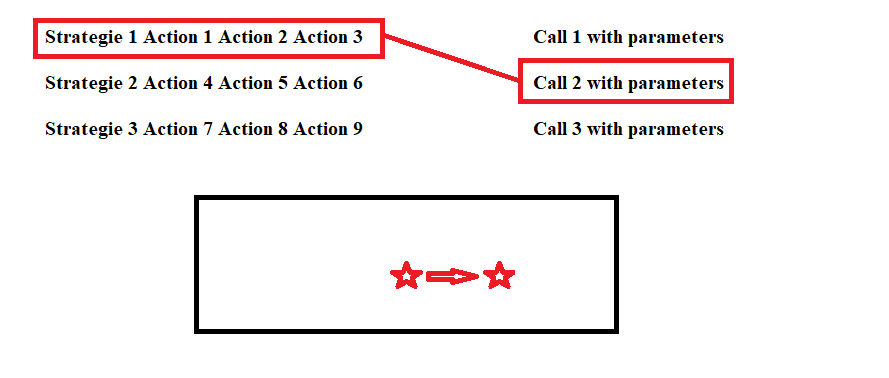 Strategie 1 Action 1 Action 2 Action 3 Call 1 with parameters
Strategie 2 Action 4 Action 5 Action 6 Call 2 with parameters
Strategie 3 Action 7 Action 8 Action 9 Call 3 with parameters